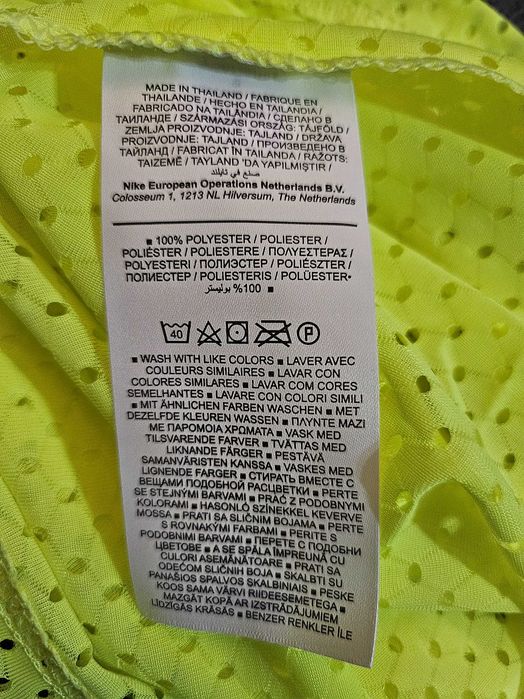 MADE IN THAILAND / FABRIQUE EN
THAILANDE / HECHO EN TAILANDIA /
FABRICADO NA TAILÂNDIA / СДЕЛАНО В
ТАИЛАНДЕ / SZÁRMAZÁSI ORSZÁG: TÁJFÖLD /
ZEMLJA PROIZVODNJE: TAJLAND / DRŽAVA
PROIZVODNJE: TAJLAND / ПРОИЗВЕДЕНО В
ТАЙЛАНД / FABRICAT ÎN TAILANDA / RAŽOTS:
TAIZEMĒ / TAYLAND 'DA YAPILMIŞTIR /
صنع في تايلند
Nike European Operations Netherlands B.V.
Colosseum 1, 1213 NL Hilversum, The Netherlands
■ 100% POLYESTER / POLIESTER /
POLIÉSTER / POLIESTERE / ΠΟΛΥΕΣΤΕΡΑΣ /
POLYESTERI / ПОЛИЭСТЕР / POLIÉSZTER /
ПОЛИЕСТЕР / POLIESTERIS / POLÜESTER*
100% بوليستر ■
40 P
■ WASH WITH LIKE COLORS ■ LAVER AVEC
COULEURS SIMILAIRES ■ LAVAR CON
COLORES SIMILARES ■ LAVAR COM CORES
SEMELHANTES ■ LAVARE CON COLORI SIMILI
■ MIT ÄHNLICHEN FARBEN WASCHEN ■ MET
DEZELFDE KLEUREN WASSEN ■ ΠΛΥΝΤΕ ΜΑΖΙ
ΜΕ ΠΑΡΟΜΟΙΑ ΧΡΩΜΑΤΑ ■ VASK MED
TILSVARENDE FARVER ■ TVÄTTAS MED
LIKNANDE FÄRGER ■ PESTÄVÄ
SAMANVÄRISTEN KANSSA ■ VASKES MED
LIGNENDE FARGER ■ СТИРАТЬ ВМЕСТЕ С
ВЕЩАМИ ПОДОБНОЙ РАСЦВЕТКИ ■ PERTE
SE STEJNÝMI BARVAMI ■ PRAĆ Z PODOBNYMI
KOLORAMI ■ HASONLÓ SZÍNEKKEL KEVERVE
MOSSA ■ PRATI SA SLIČNIM BOJAMA ■ PERTE
S ROVNAKÝMI FARBAMI ■ PERITE S
PODOBNIMI BARVAMI ■ ПЕРЕТЕ С ПОДОБНИ
ЦВЕТОВЕ ■ A SE SPĂLA ÎMPREUNĂ CU
CULORI ASEMĂNĂTOARE ■ PRATI SA
ODEĆOM SLIČNIH BOJA ■ SKALBTI SU
PANAŠIOS SPALVOS SKALBINIAIS ■ PESKE
KOOS SAMA VÄRVI RIIDEESEMETEGA ■
MAZGĀT KOPĀ AR IZSTRĀDĀJUMIEM
LĪDZĪGĀS KRĀSĀS ■ BENZER RENKLER İLE